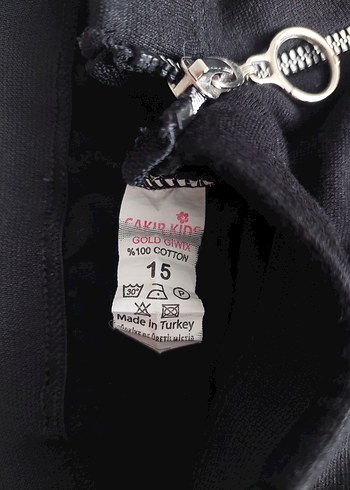 CAKIR KIDS
GOLD GIWIX
%100 COTTON
15
30°
P
Made in Turkey